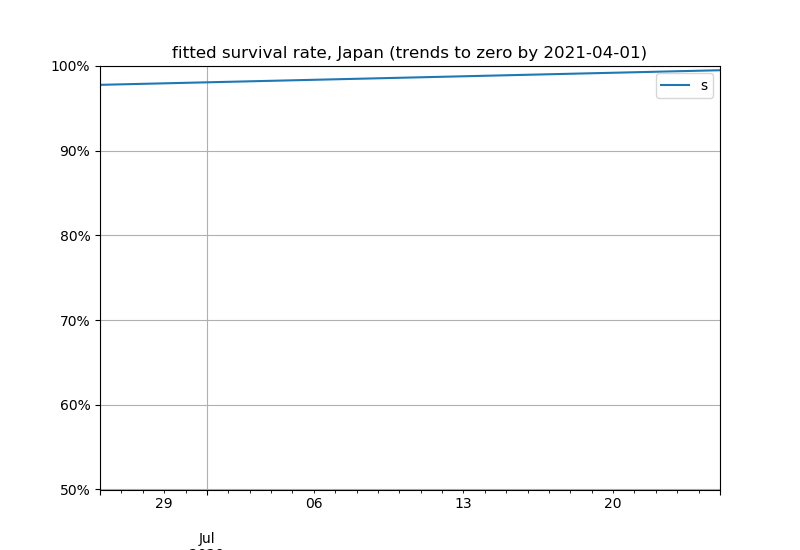 fitted survival rate, Japan (trends to zero by 2021-04-01)
100%
s
90%
80%
70%
60%
50%
29 06 13 20
Jul